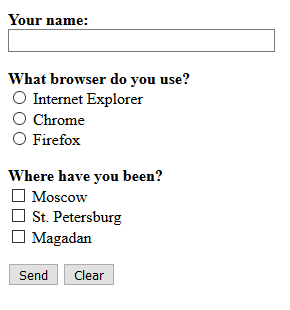 Your name:
What browser do you use?
Internet Explorer
Chrome
Firefox
Where have you been?
Moscow
St. Petersburg
Magadan
Send Clear